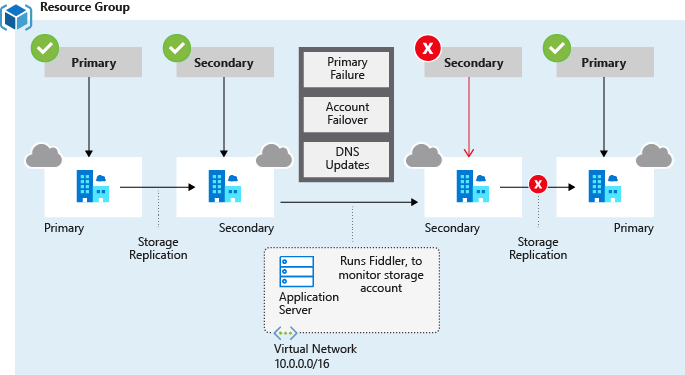 Resource Group
Primary
Secondary
Primary
Failure
Account
Failover
DNS
Updates
Secondary
Primary
Primary
Storage
Replication
Secondary
Secondary
Storage
Replication
Primary
Runs Fiddler, to
monitor storage
account
Application
Server
Virtual Network
10.0.0.0/16